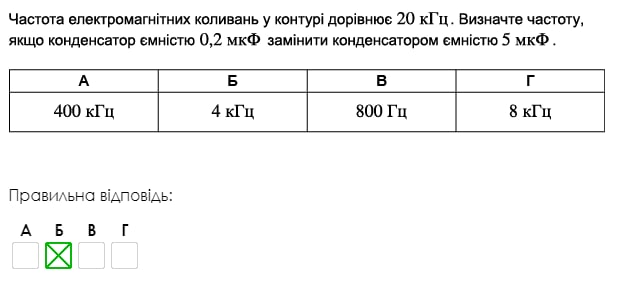 Частота електромагнітних коливань у контурі дорівнює 20 кГц. Визначте частоту,
якщо конденсатор ємністю 0,2 мкФ замінити конденсатором ємністю 5 мкФ.
А Б В Г
400 кГц 4 кГц 800 Гц 8 кГц
Правильна відповідь:
А Б В Г